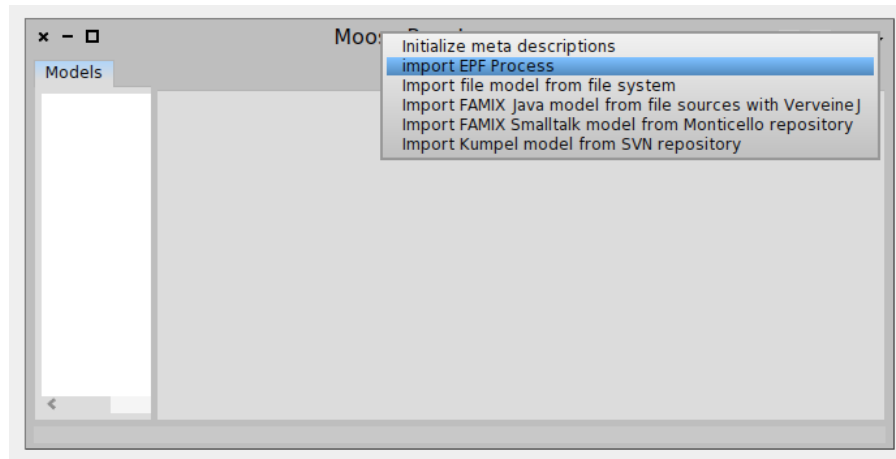 Moos
Initialize meta descriptions
Models
import EPF Process
Import file model from file system
Import FAMIX Java model from file sources with VerveineJ
Import FAMIX Smalltalk model from Monticello repository
Import Kumpel model from SVN repository